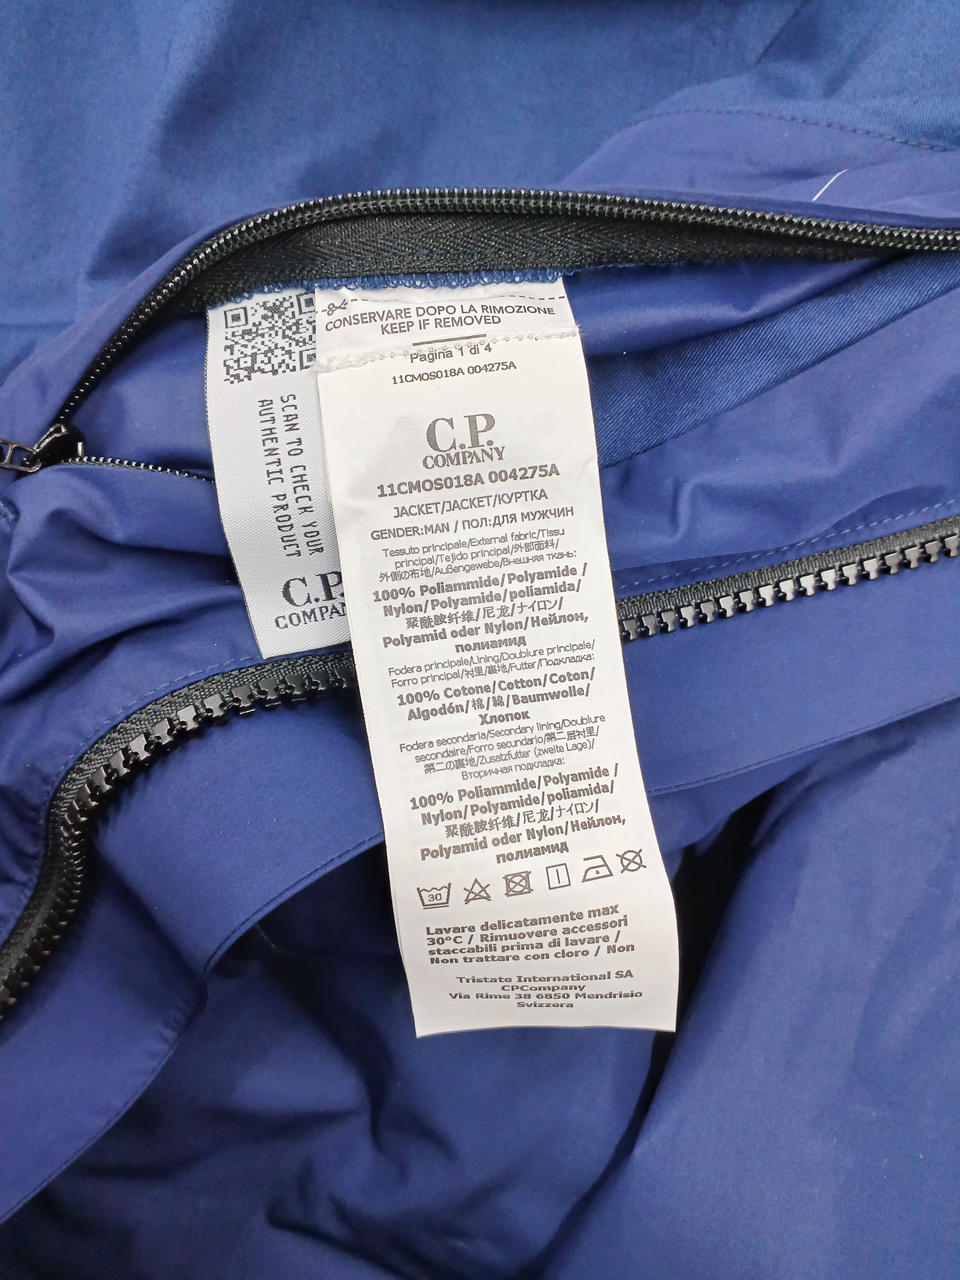 CONSERVARE DOPO LA RIMOZIONE
KEEP IF REMOVED
Pagina 1 di 4
11CMOS018A 004275A
C.P.
COMPANY
11CMOS018A 004275A
JACKET/JACKET/КУРТКА
GENDER:MAN / ПОЛ:ДЛЯ МУЖЧИН
Tessuto principale/External fabric/Tissu
principal/Tejido principal/外部面料/
外側の布地/Außengewebe/Внешняя ткань:
100% Poliammide/Polyamide /
Nylon/Polyamide/poliamida/
聚酰胺纤维/尼龙/ナイロン/
Polyamid oder Nylon/Нейлон,
полиамид
Fodera principale/Lining/Doublure principale/
Forro principal/衬里/裏地/Futter/Подкладка:
100% Cotone/Cotton/Coton/
Algodón/棉/綿/Baumwolle/
Хлопок
Fodera secondaria/Secondary lining/Doublure
secondaire/Forro secundario/第二层衬里/
第二の裏地/Zusatzfutter (zweite Lage)/
Вторичная подкладка:
100% Poliammide/Polyamide /
Nylon/Polyamide/poliamida/
聚酰胺纤维/尼龙/ナイロン/
Polyamid oder Nylon/Нейлон,
полиамид
30
Lavare delicatamente max
30°C / Rimuovere accessori
staccabili prima di lavare /
Non trattare con cloro / Non
Tristate International SA
CPCompany
Via Rime 38 6850 Mendrisio
Svizzera
SCAN TO CHECK YOUR
AUTHENTIC PRODUCT
C.P.
COMPAN